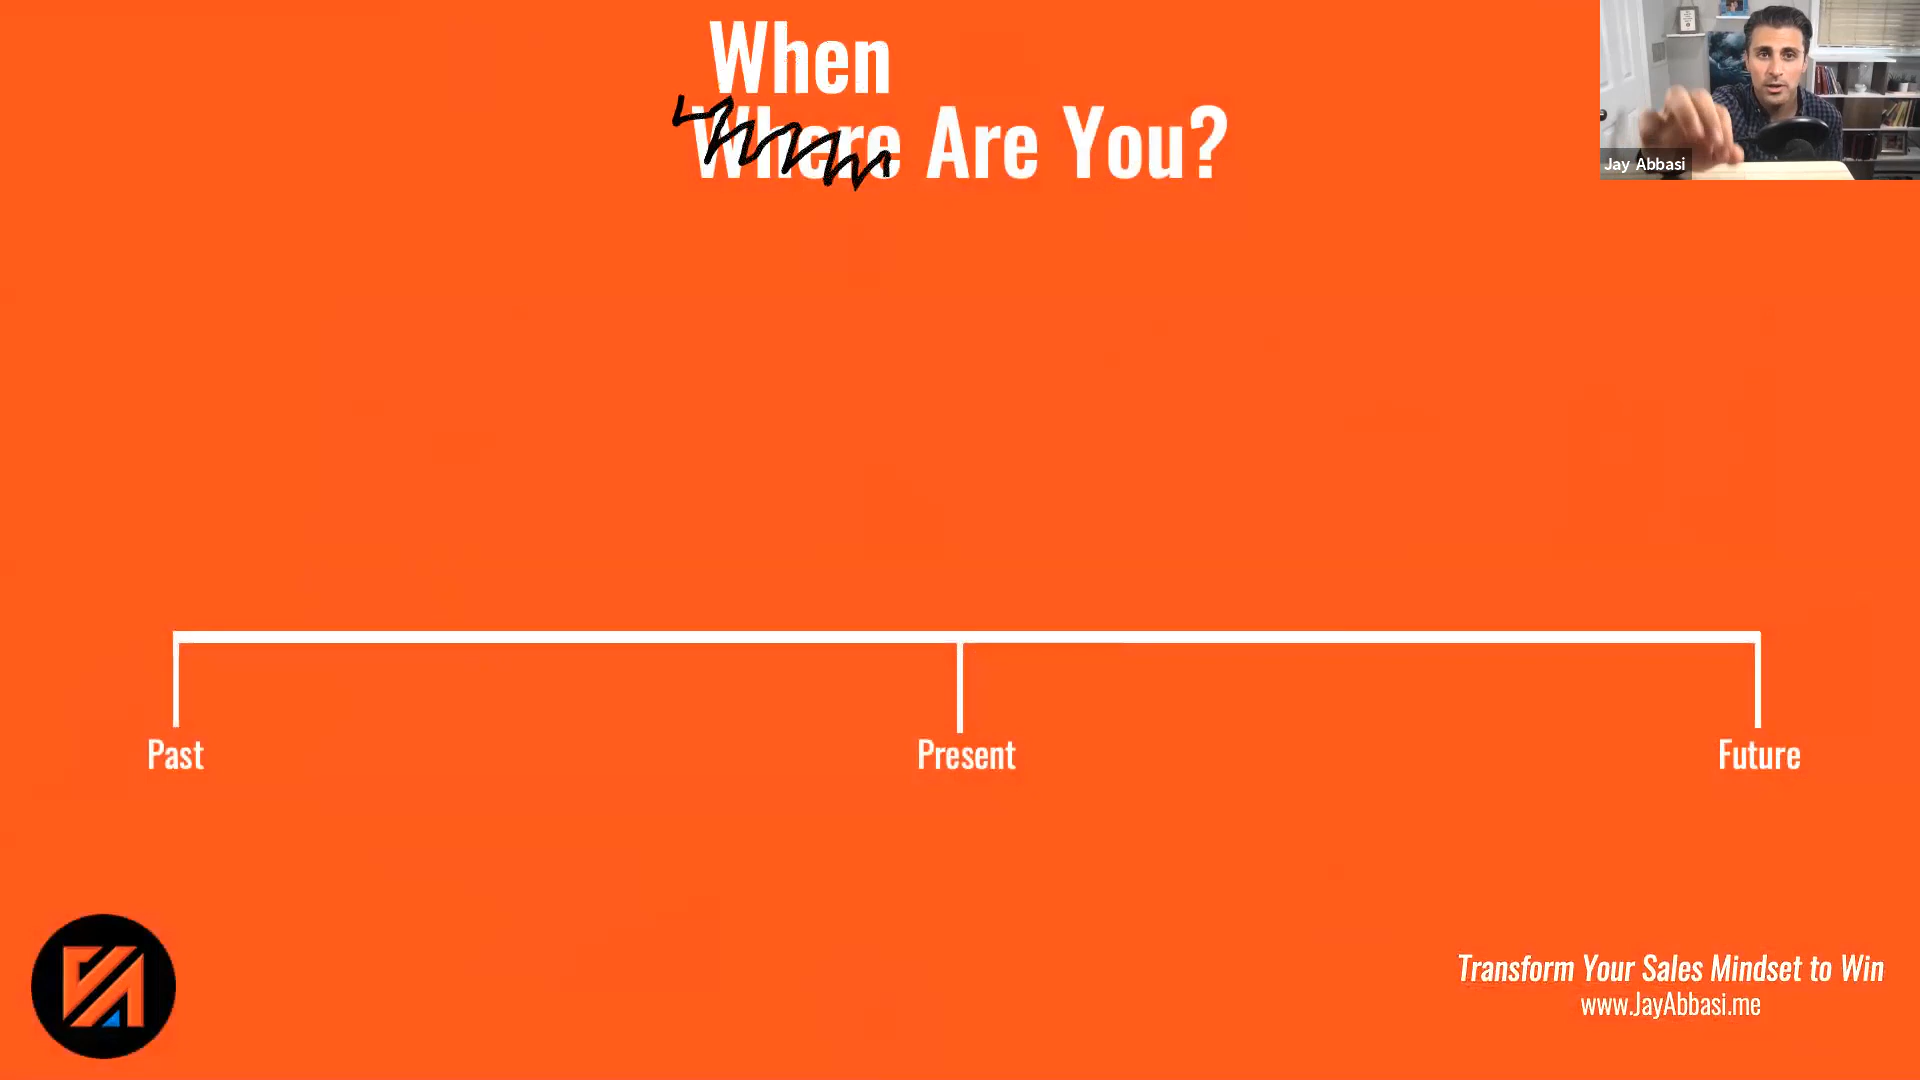 When
Where Are You?
Jay Abbasi
Past
Present
Future
Transform Your Sales Mindset to Win
www.JayAbbasi.me